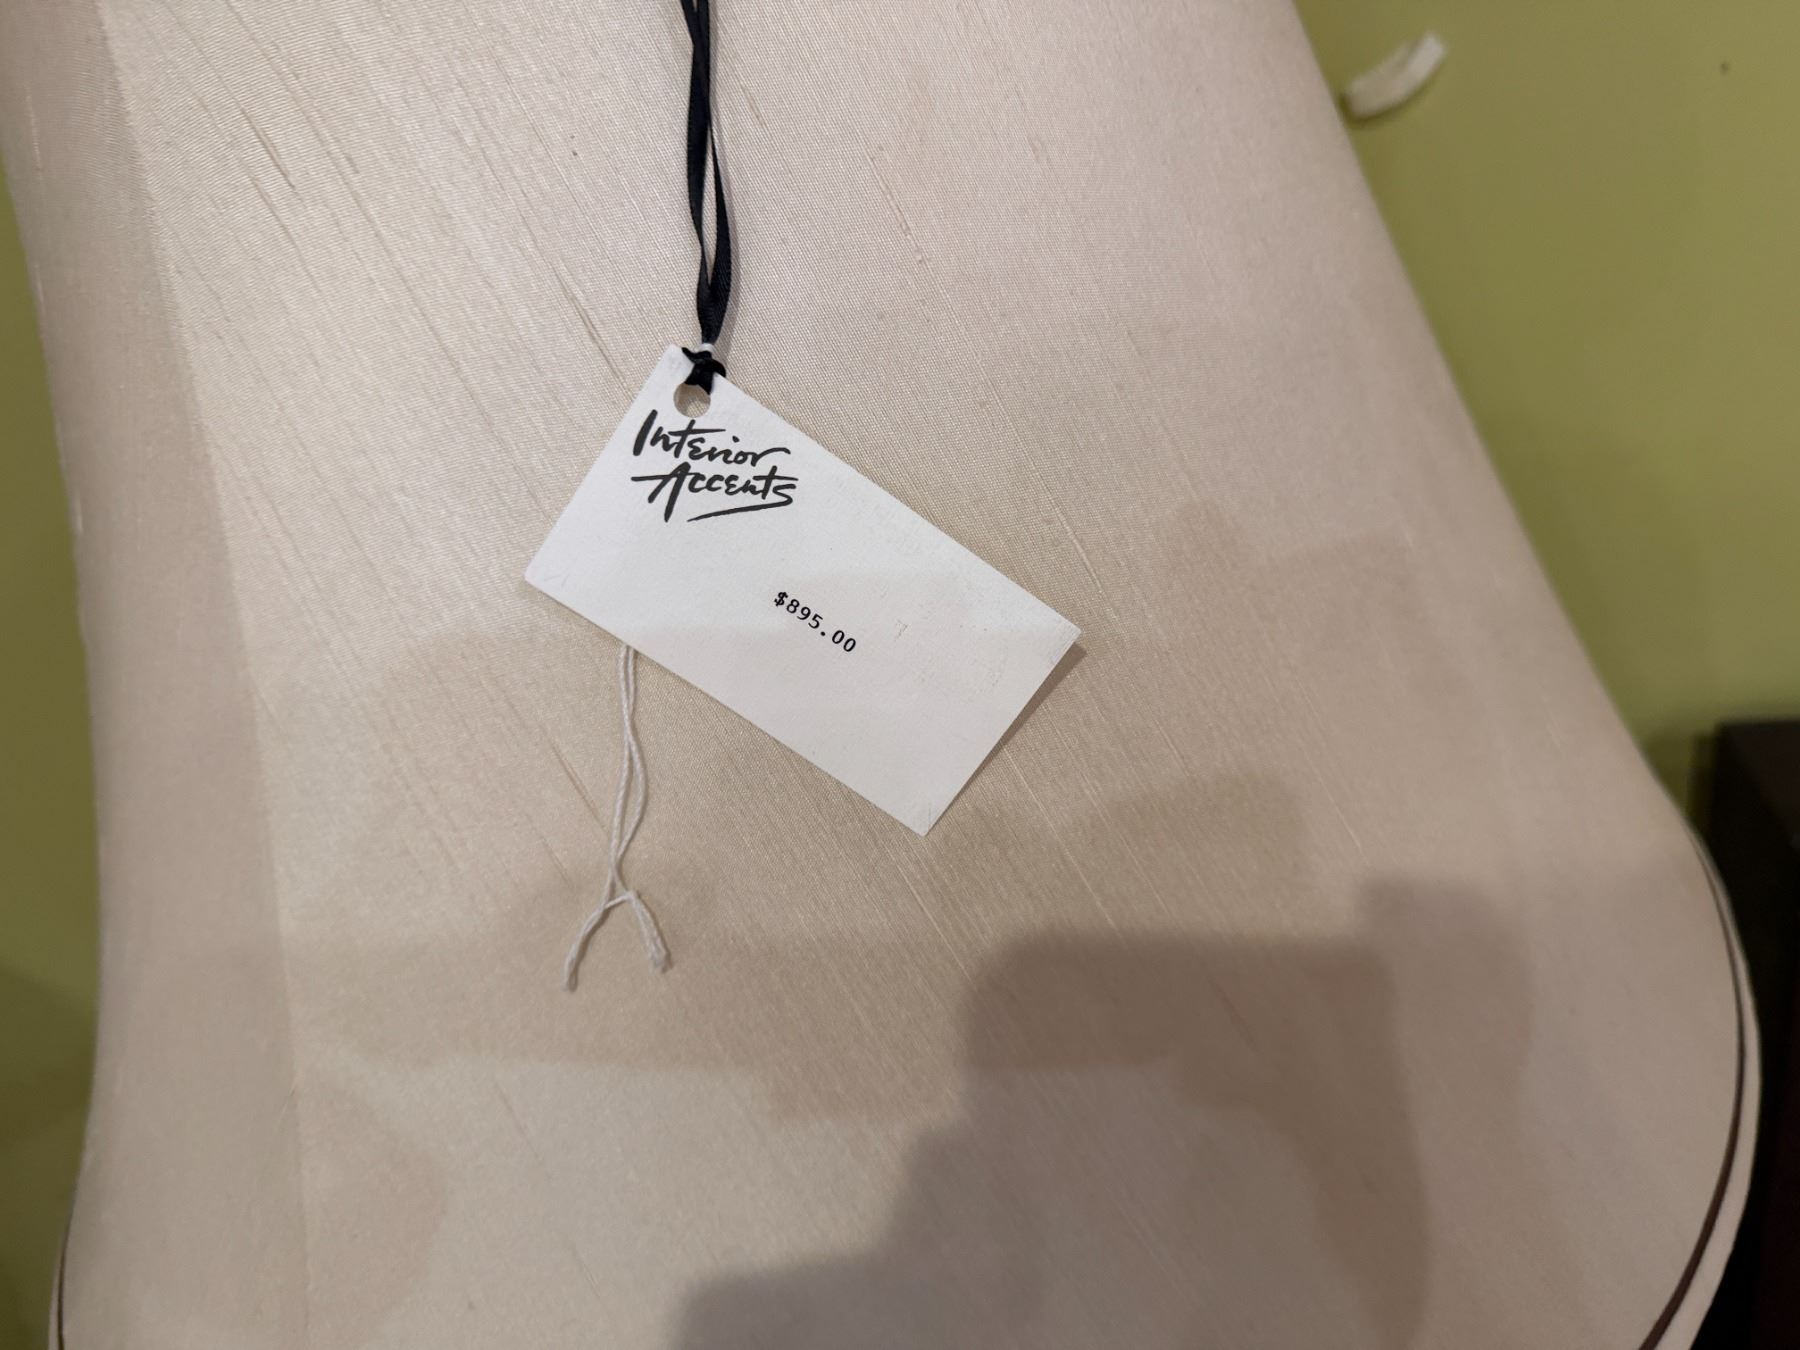 Interior
Accents
$895.00